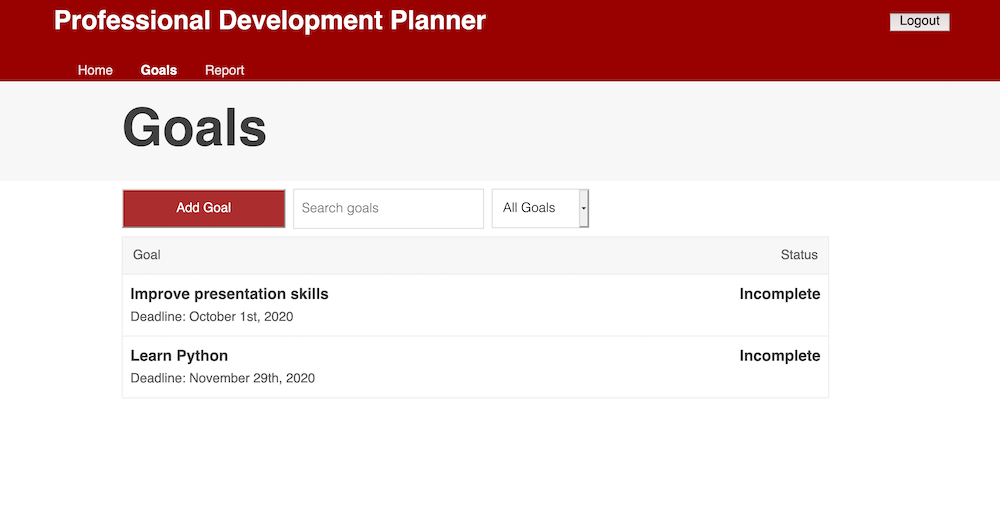 Professional Development Planner
Logout
Home Goals Report
Goals
Add Goal Search goals All Goals
Goal Status
Improve presentation skills Incomplete
Deadline: October 1st, 2020
Learn Python Incomplete
Deadline: November 29th, 2020